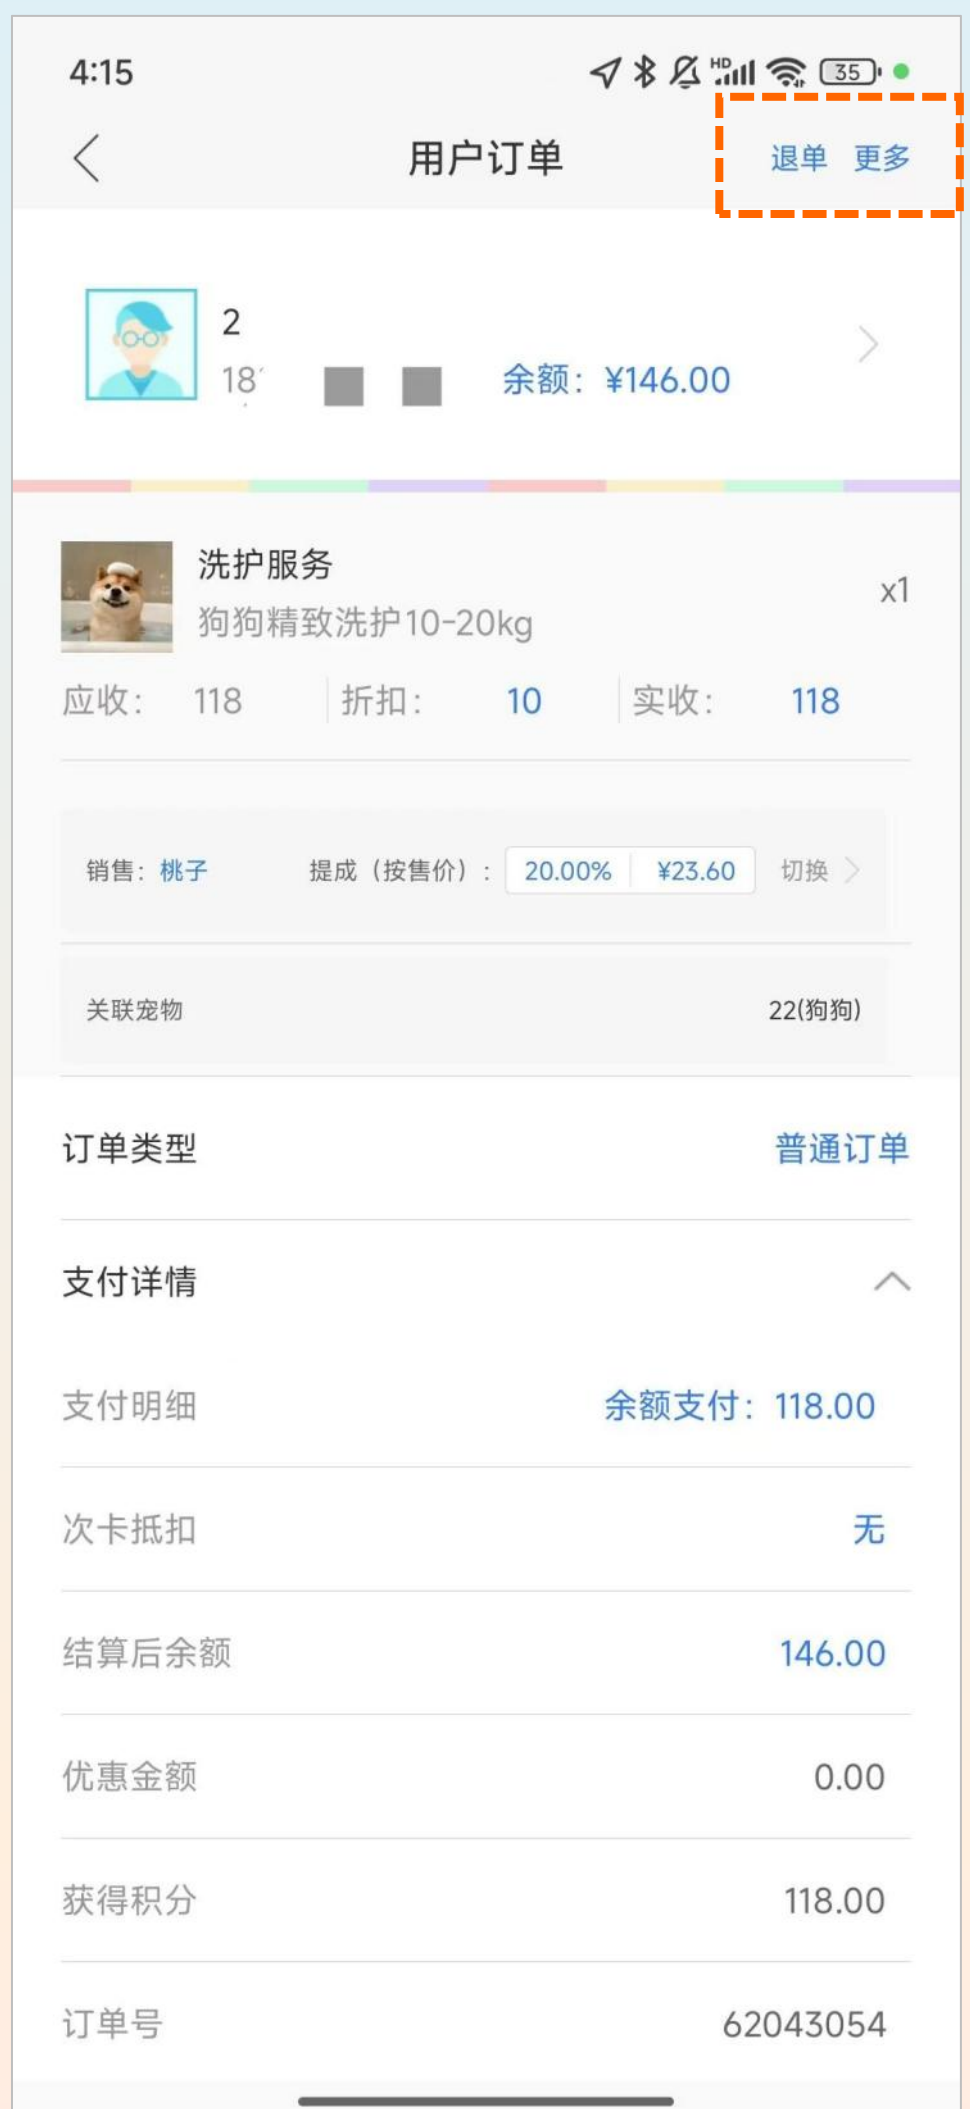 4:15 HD 35
用户订单 退单 更多
2
18 余额：¥146.00
洗护服务
狗狗精致洗护10-20kg x1
应收： 118 折扣： 10 实收： 118
销售：桃子 提成（按售价）： 20.00% ¥23.60 切换
关联宠物 22(狗狗)
订单类型 普通订单
支付详情
支付明细 余额支付：118.00
次卡抵扣 无
结算后余额 146.00
优惠金额 0.00
获得积分 118.00
订单号 62043054